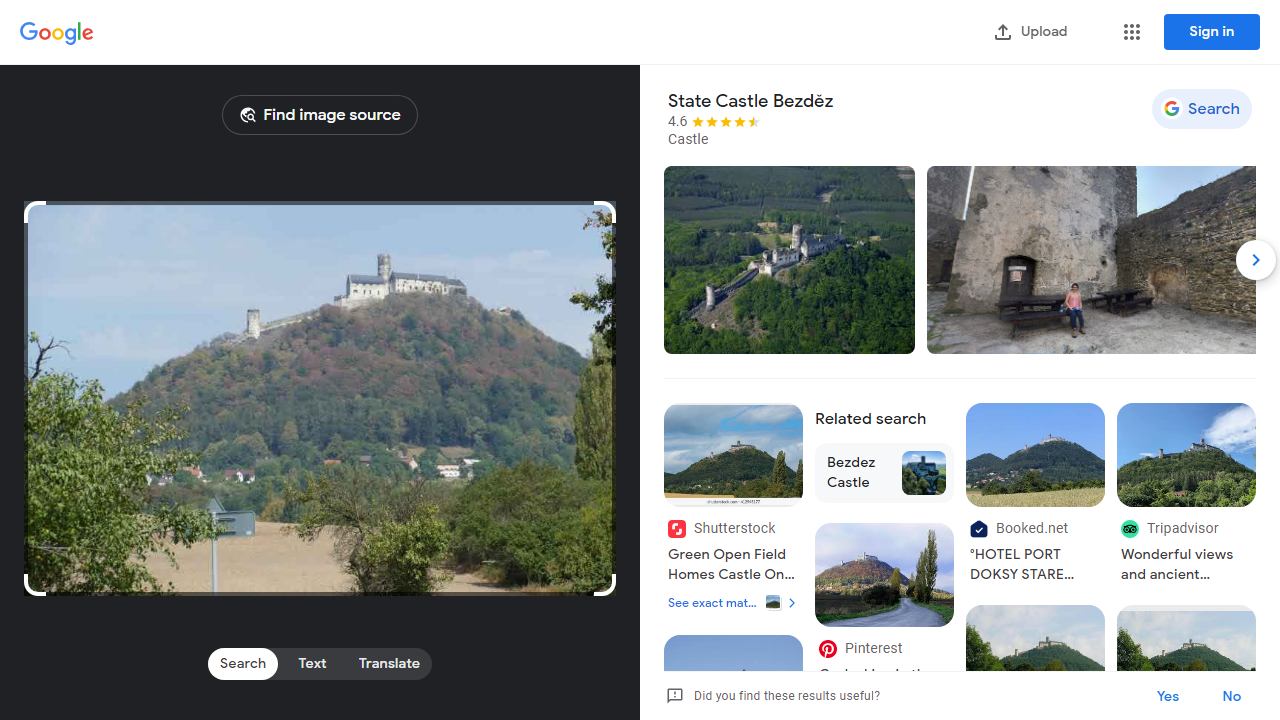 Google
Upload
Sign in
Find image source
Search
Text
Translate
State Castle Bezděz
4.6
Castle
Search
Related search
Bezdez
Castle
Shutterstock
Green Open Field
Homes Castle On...
See exact mat...
Pinterest
Booked.net
°HOTEL PORT
DOKSY STARE...
Tripadvisor
Wonderful views
and ancient...
Did you find these results useful?
Yes
No